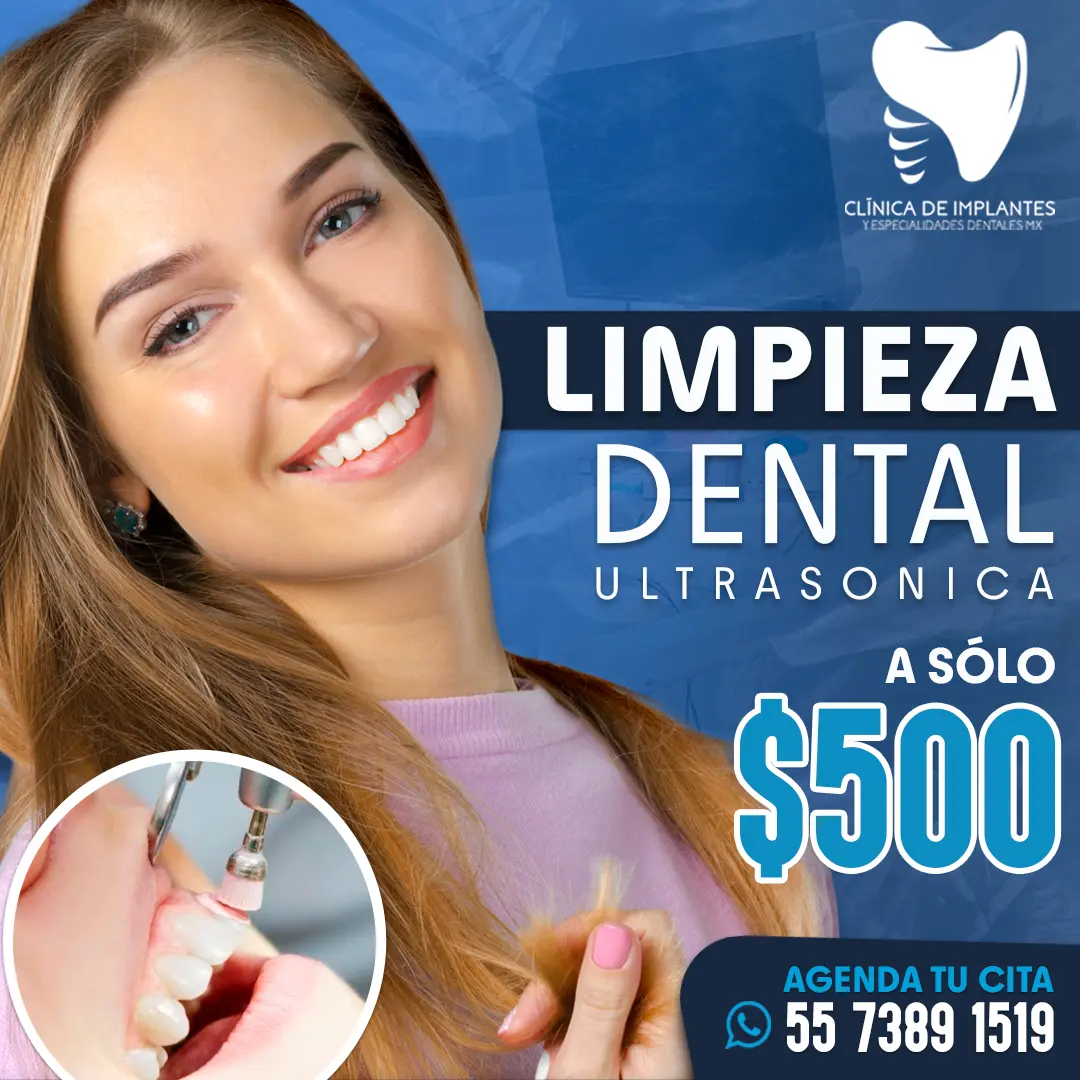 CLÍNICA DE IMPLANTES
Y ESPECIALIDADES DENTALES MX
LIMPIEZA
DENTAL
ULTRASONICA
A SÓLO
$500
AGENDA TU CITA
55 7389 1519